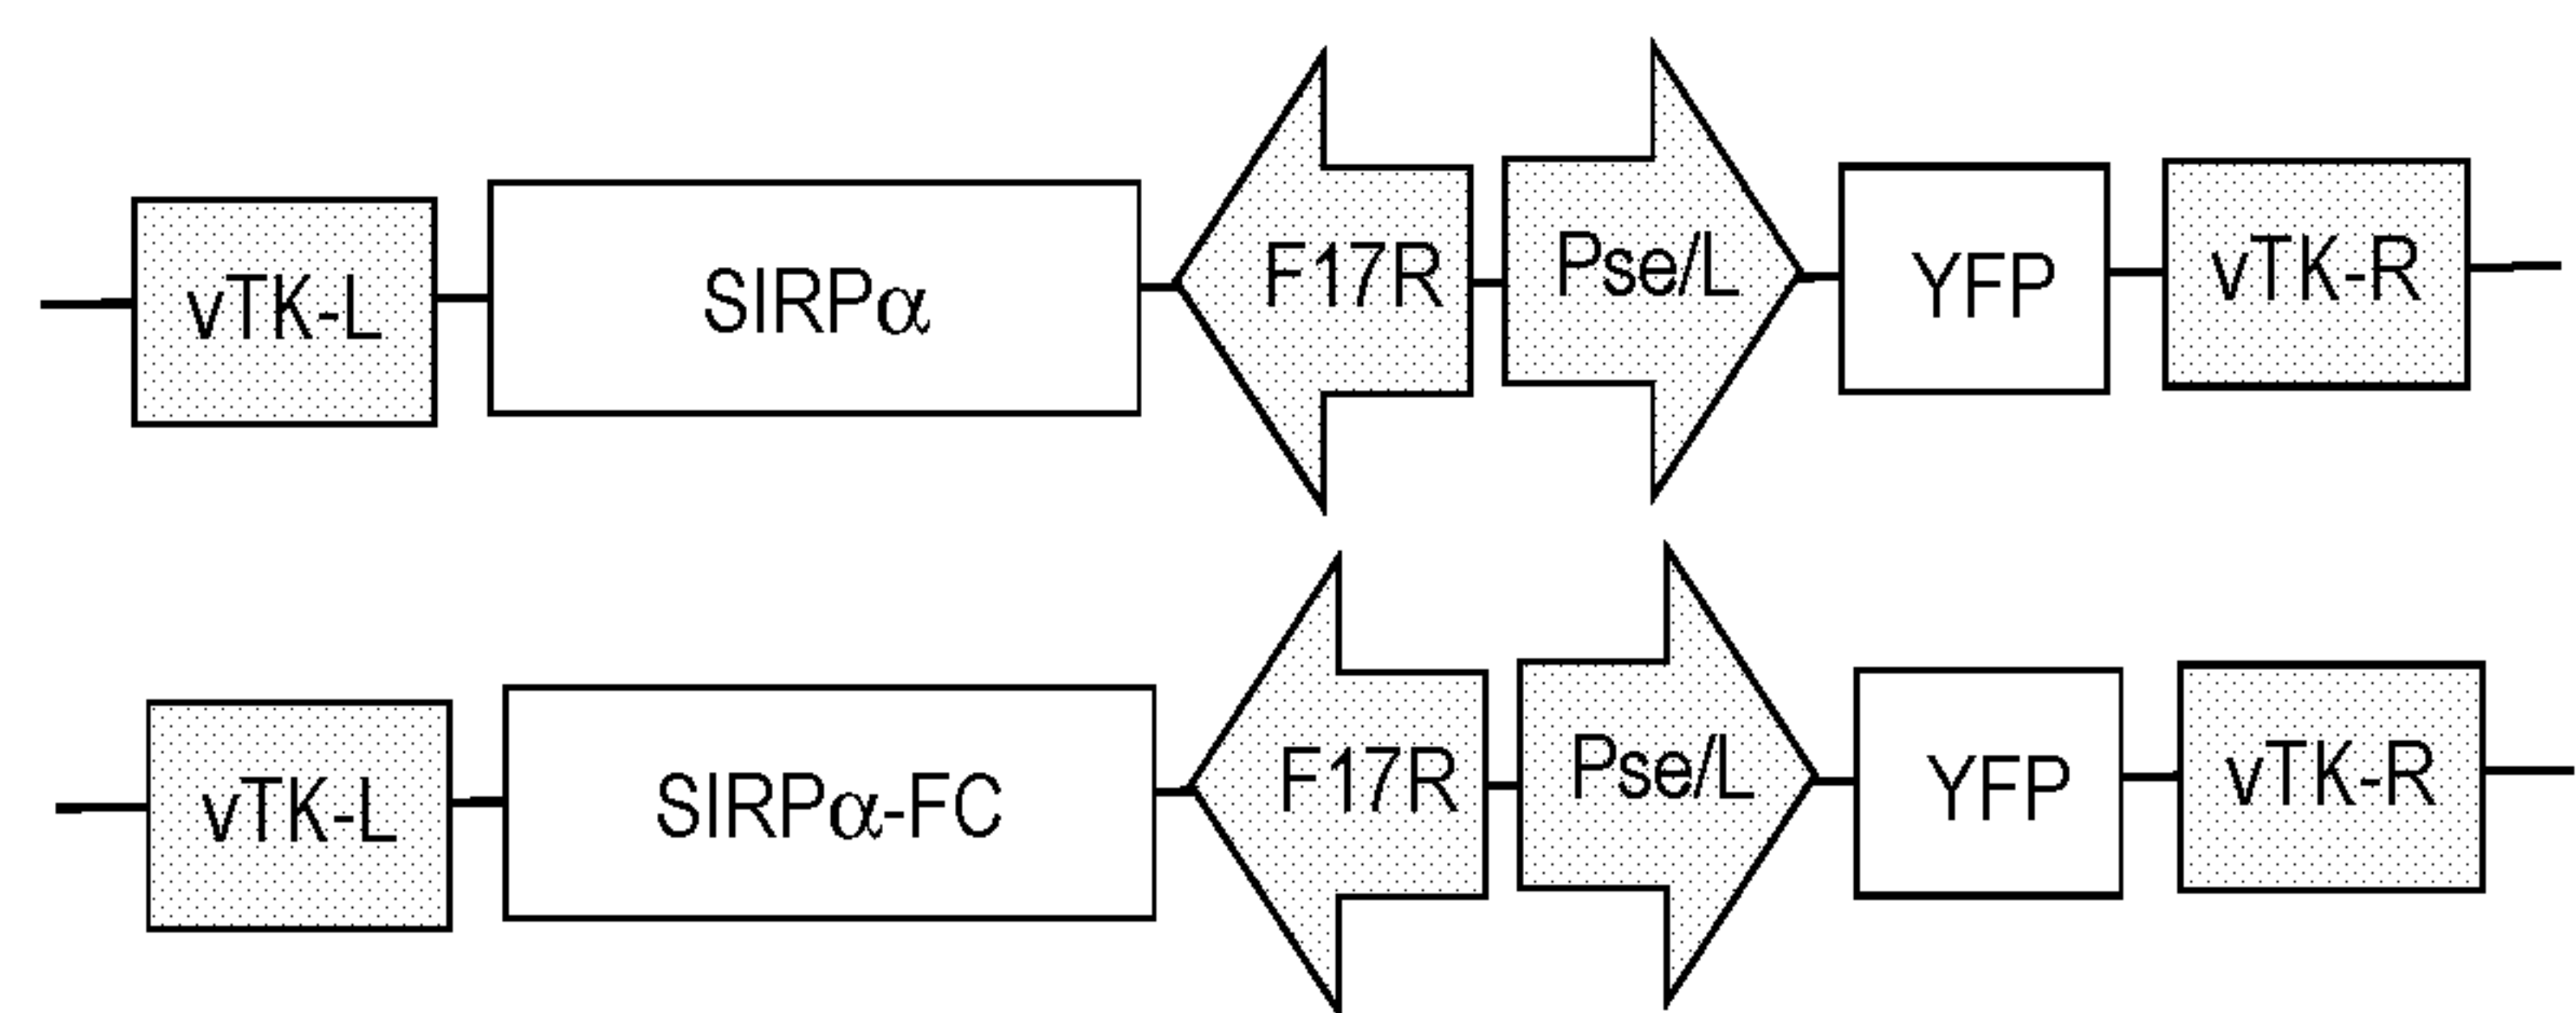 vTK-L SIRPα F17R Pse/L YFP vTK-R
vTK-L SIRPα-FC F17R Pse/L YFP vTK-R